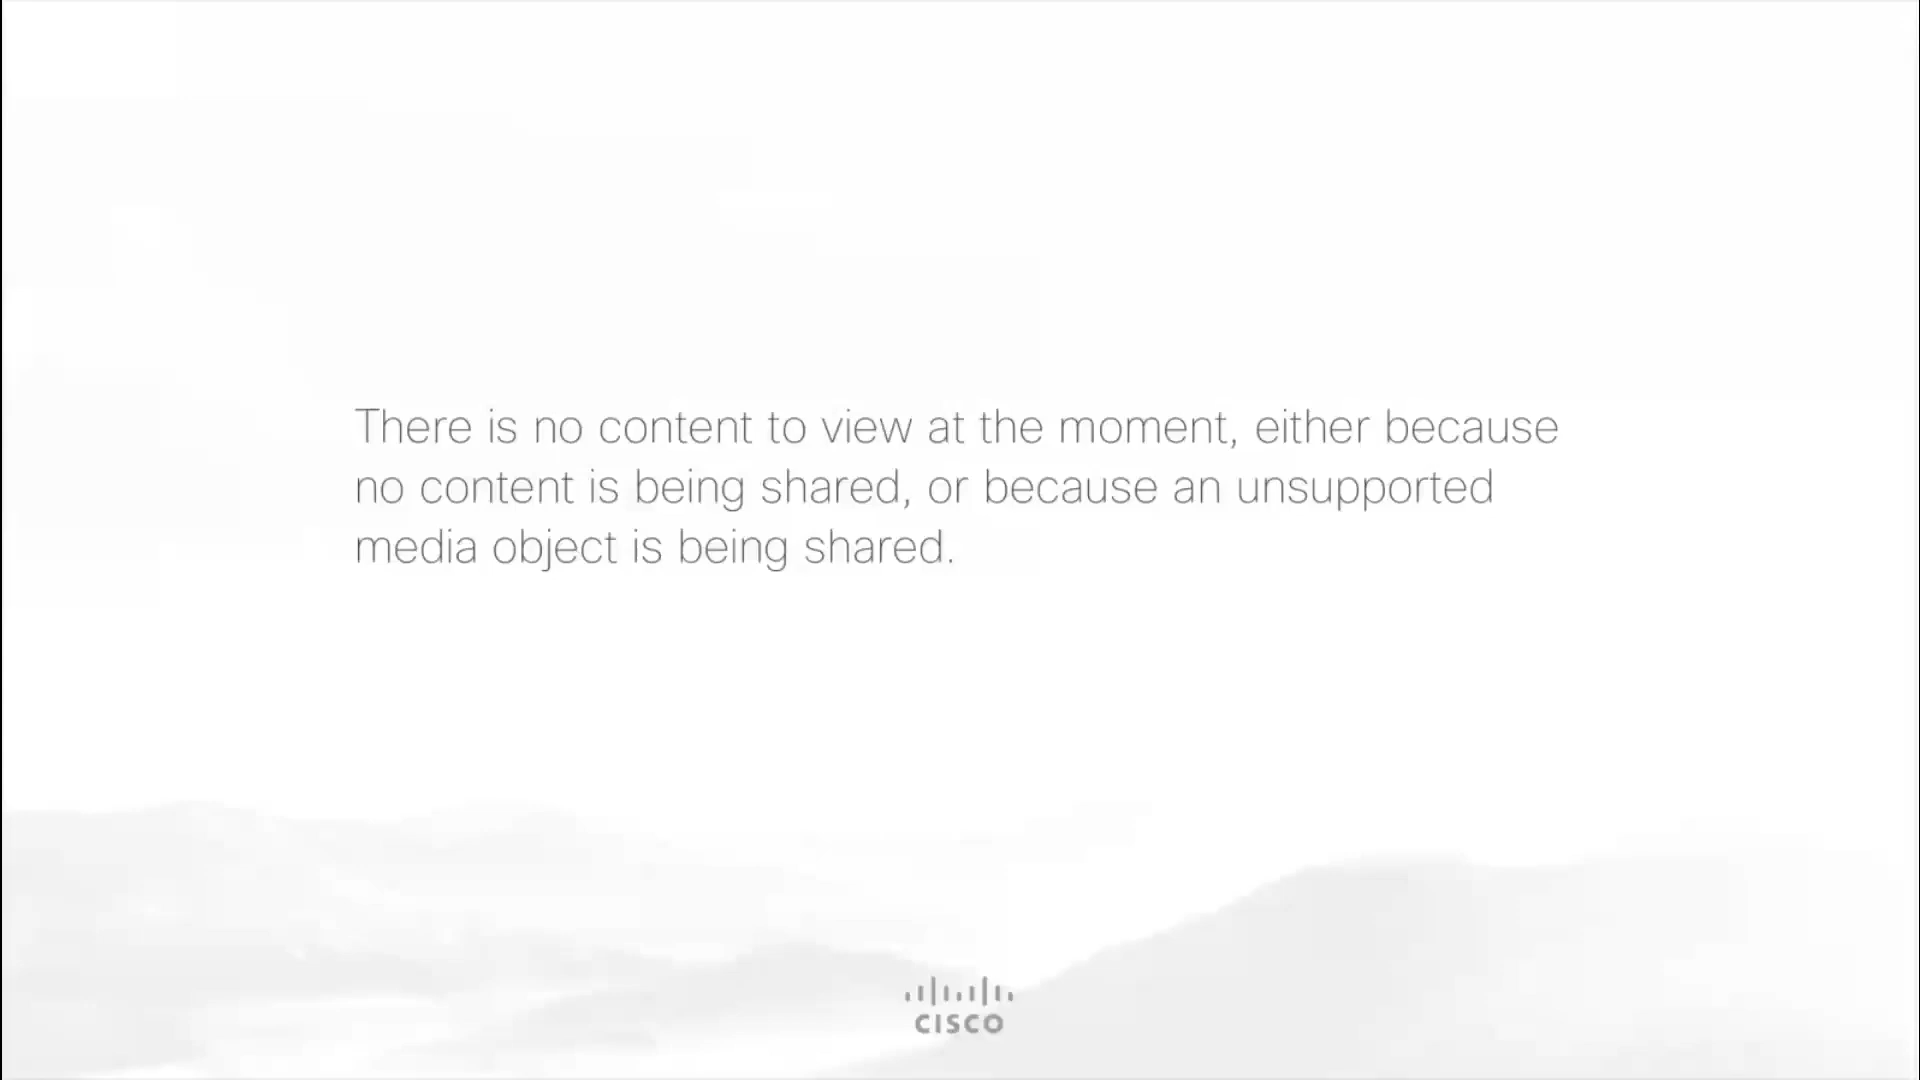 There is no content to view at the moment, either because
no content is being shared, or because an unsupported
media object is being shared.
CISCO